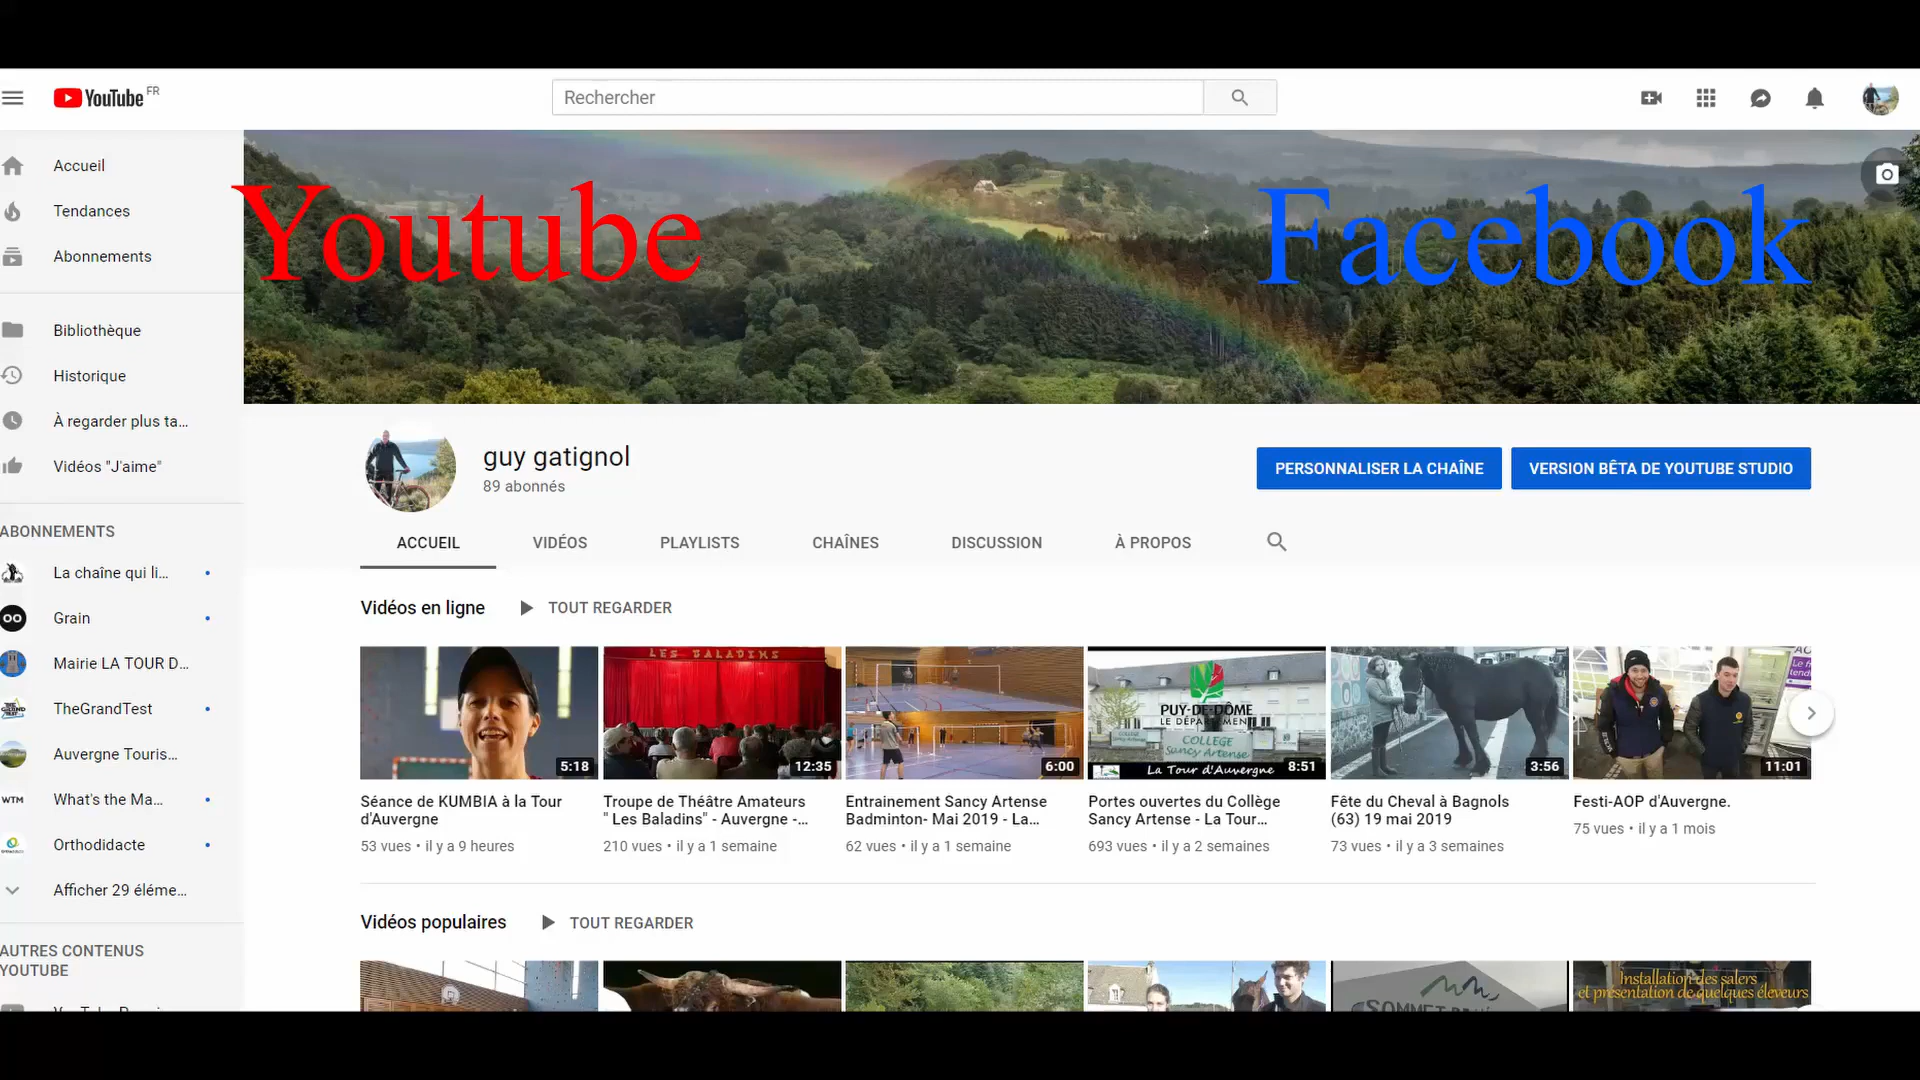 YouTube FR
Rechercher
Accueil
Tendances
Abonnements
Bibliothèque
Historique
À regarder plus ta...
Vidéos "J'aime"
ABONNEMENTS
La chaîne qui li...
Grain
Mairie LA TOUR D...
TheGrandTest
Auvergne Touris...
WTM
What's the Ma...
Orthodidacte
Afficher 29 éléme...
AUTRES CONTENUS
YOUTUBE
Youtube
Facebook
guy gatignol
89 abonnés
PERSONNALISER LA CHAÎNE
VERSION BÊTA DE YOUTUBE STUDIO
ACCUEIL
VIDÉOS
PLAYLISTS
CHAÎNES
DISCUSSION
À PROPOS
Vidéos en ligne
TOUT REGARDER
5:18
LES BALADINS
12:35
6:00
PUY-DE-DÔME
LE DÉPARTEMENT
COLLEGE
Sancy Artense
La Tour d'Auvergne
8:51
3:56
11:01
Séance de KUMBIA à la Tour
d'Auvergne
53 vues • il y a 9 heures
Troupe de Théâtre Amateurs
" Les Baladins" - Auvergne -...
210 vues • il y a 1 semaine
Entrainement Sancy Artense
Badminton- Mai 2019 - La...
62 vues • il y a 1 semaine
Portes ouvertes du Collège
Sancy Artense - La Tour...
693 vues • il y a 2 semaines
Fête du Cheval à Bagnols
(63) 19 mai 2019
73 vues • il y a 3 semaines
Festi-AOP d'Auvergne.
75 vues • il y a 1 mois
Vidéos populaires
TOUT REGARDER
Installation des salers
et présentation de quelques éleveurs